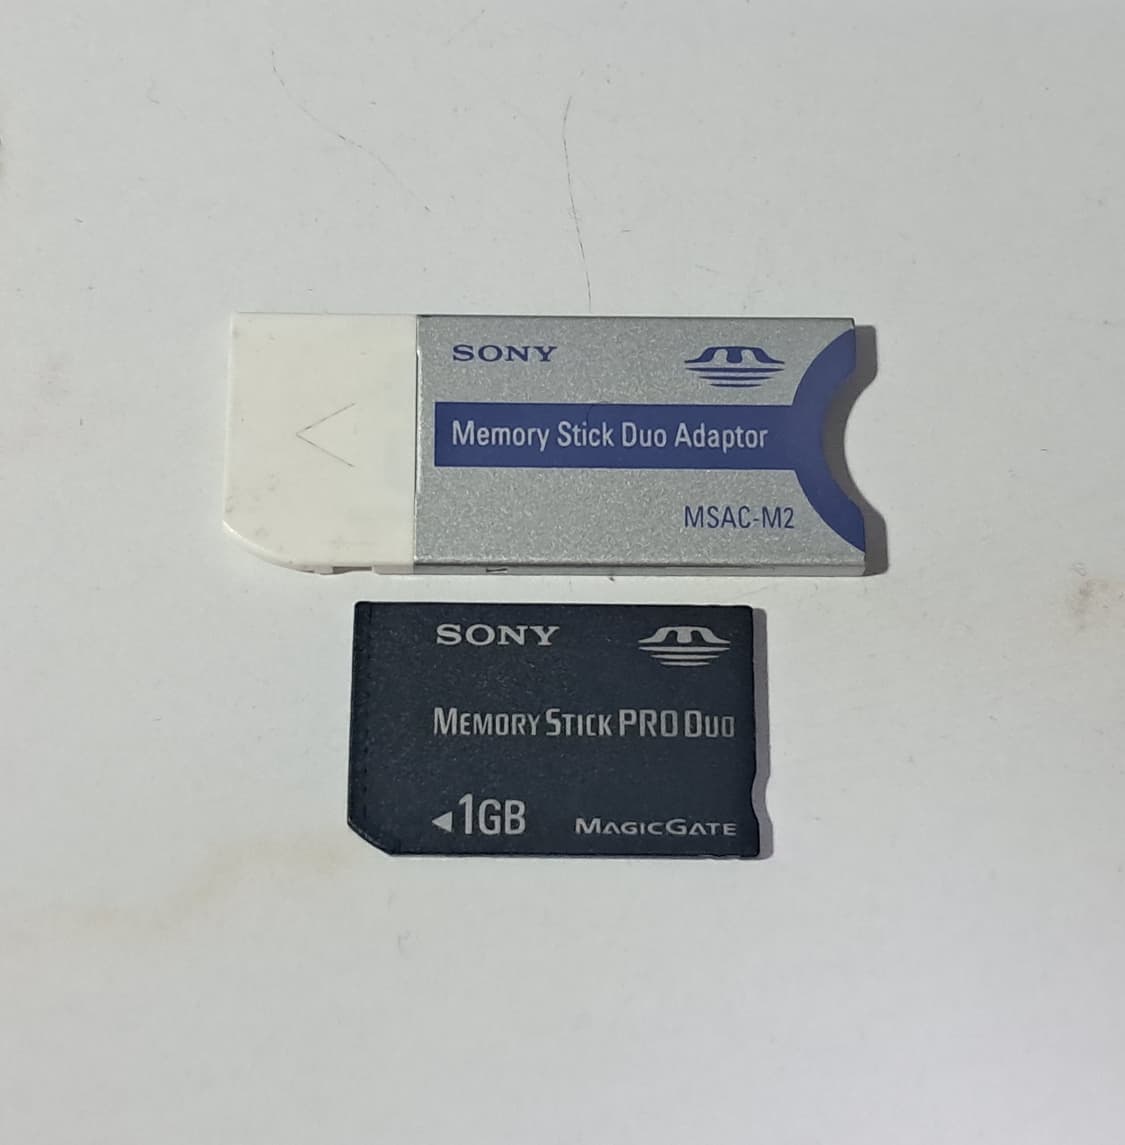 SONY
Memory Stick Duo Adaptor
MSAC-M2
SONY
MEMORY STICK PRO DUO
1GB MAGICGATE